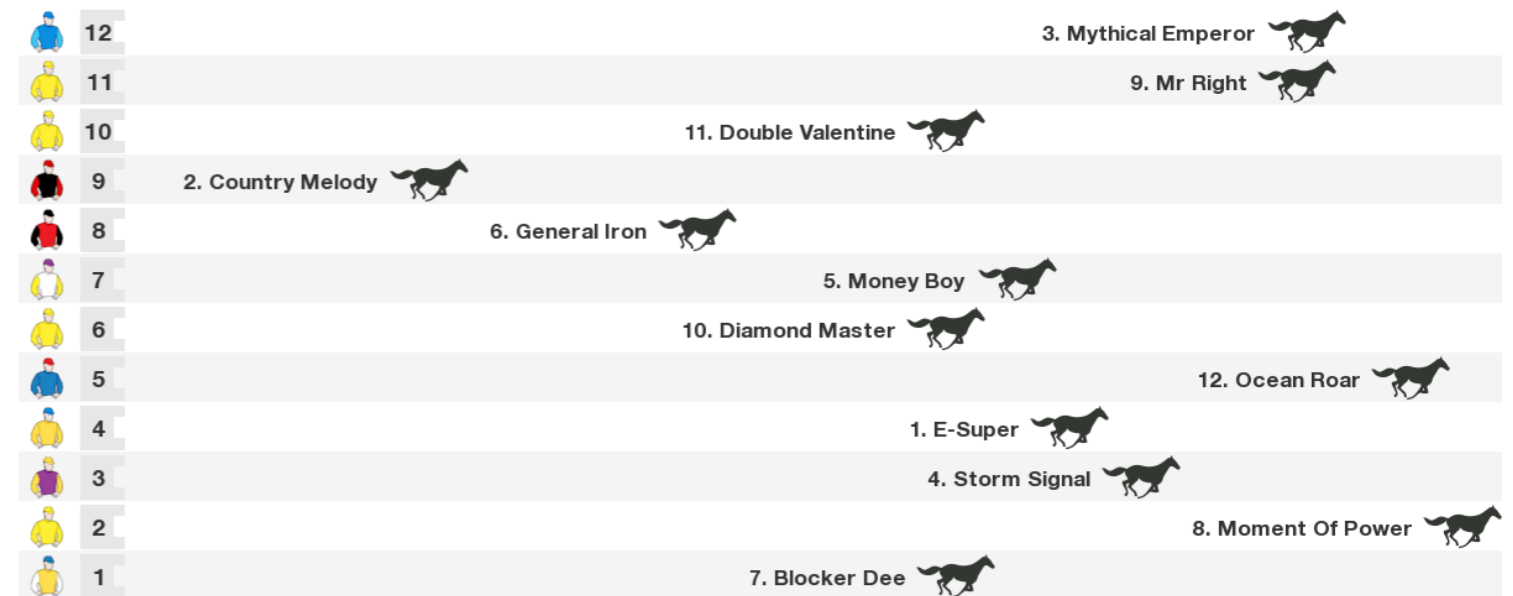 12 3. Mythical Emperor
11 9. Mr Right
10 11. Double Valentine
9 2. Country Melody
8 6. General Iron
7 5. Money Boy
6 10. Diamond Master
5 12. Ocean Roar
4 1. E-Super
3 4. Storm Signal
2 8. Moment Of Power
1 7. Blocker Dee